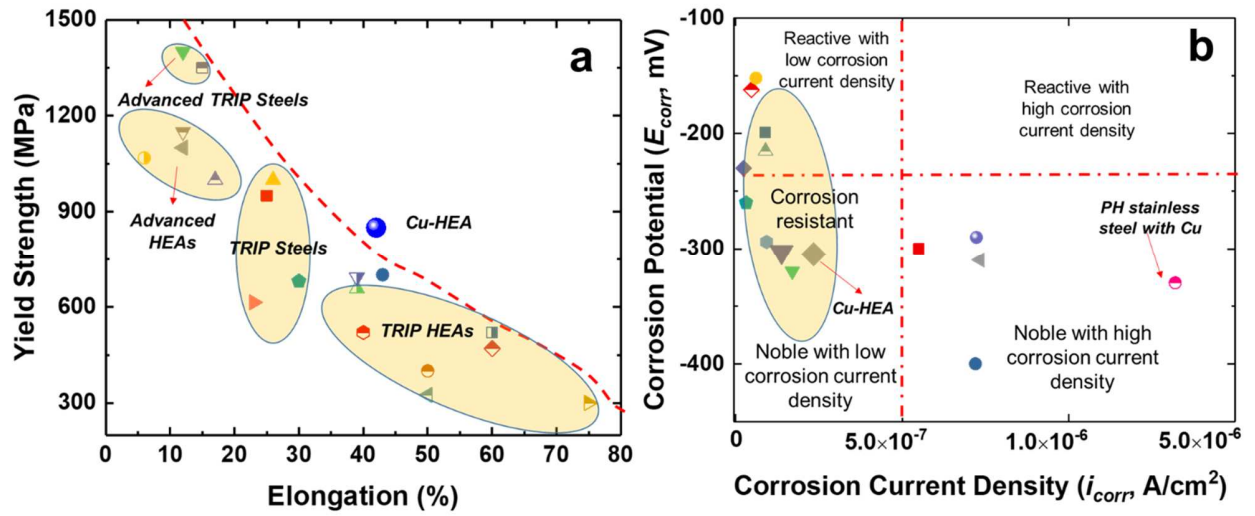 a
Yield Strength (MPa)
1500
1200
900
600
300
Advanced TRIP Steels
Advanced
HEAs
TRIP Steels
Cu-HEA
TRIP HEAs
0
10
20
30
40
50
60
70
80
Elongation (%)
b
Corrosion Potential (E_corr, mV)
-100
-200
-300
-400
Reactive with
low corrosion
current density
Reactive with
high corrosion
current density
Corrosion
resistant
PH stainless
steel with Cu
Cu-HEA
Noble with low
corrosion current
density
Noble with high
corrosion current
density
0
5.0×10⁻⁷
1.0×10⁻⁶
5.0×10⁻⁶
Corrosion Current Density (i_corr, A/cm²)